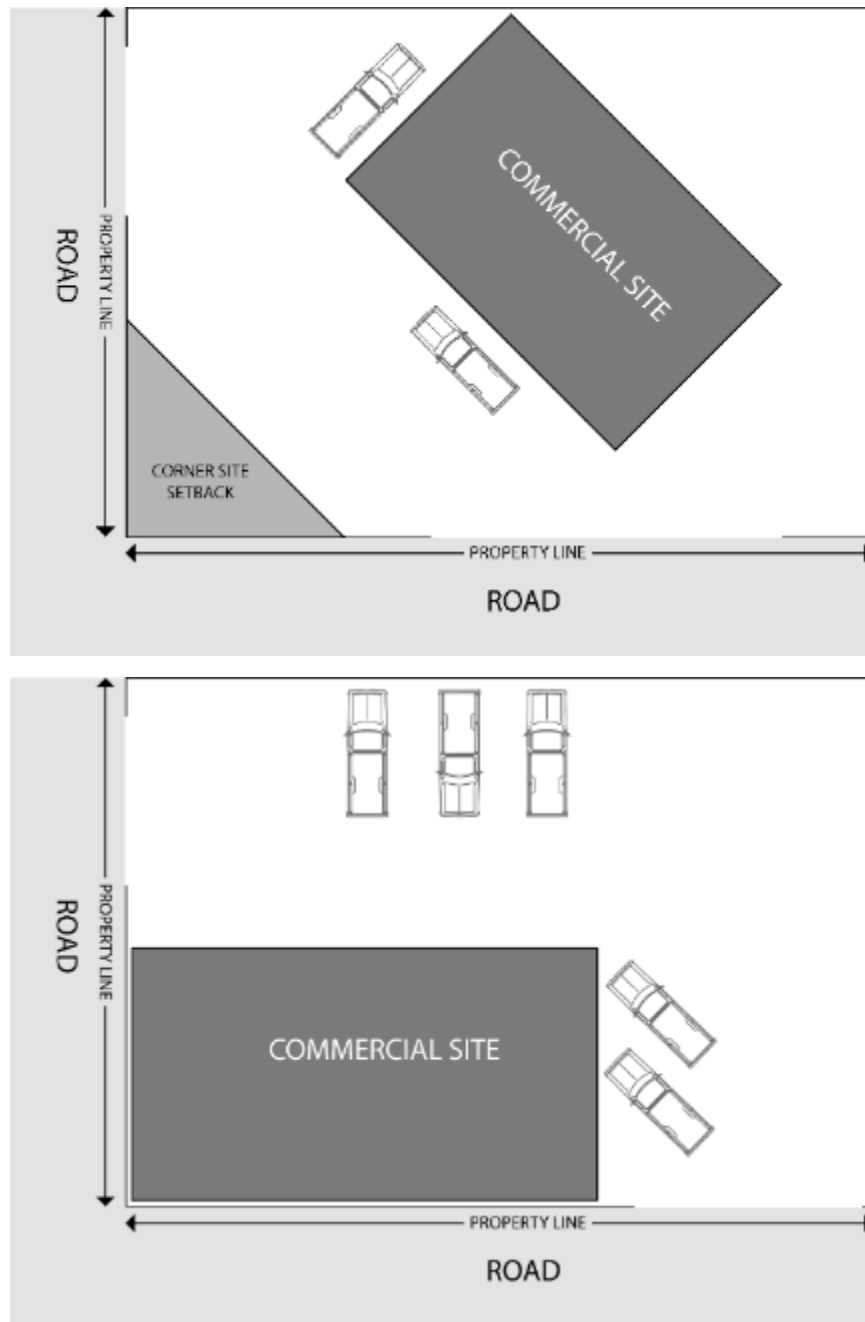 COMMERCIAL SITE
PROPERTY LINE
ROAD
CORNER SITE
SETBACK
PROPERTY LINE
ROAD
PROPERTY LINE
ROAD
COMMERCIAL SITE
PROPERTY LINE
ROAD